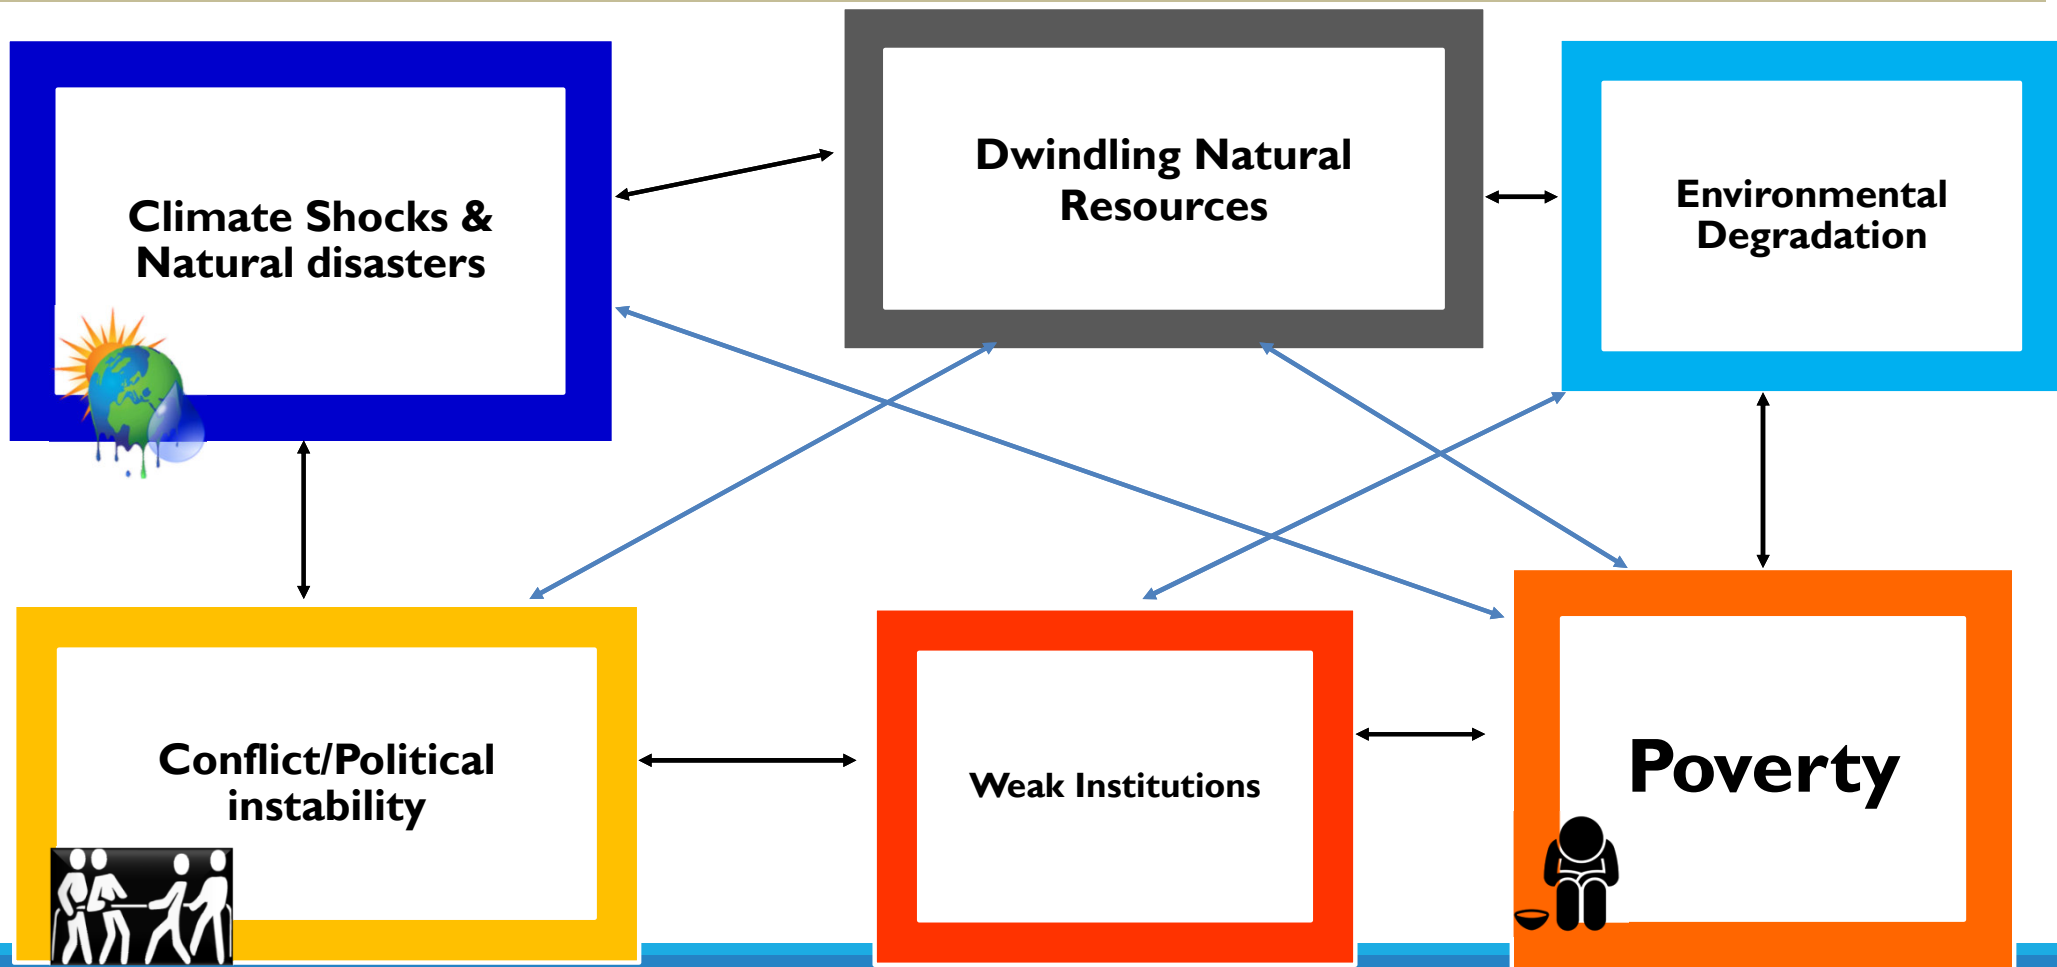 Climate Shocks &
Natural disasters
Dwindling Natural
Resources
Environmental
Degradation
Conflict/Political
instability
Weak Institutions
Poverty